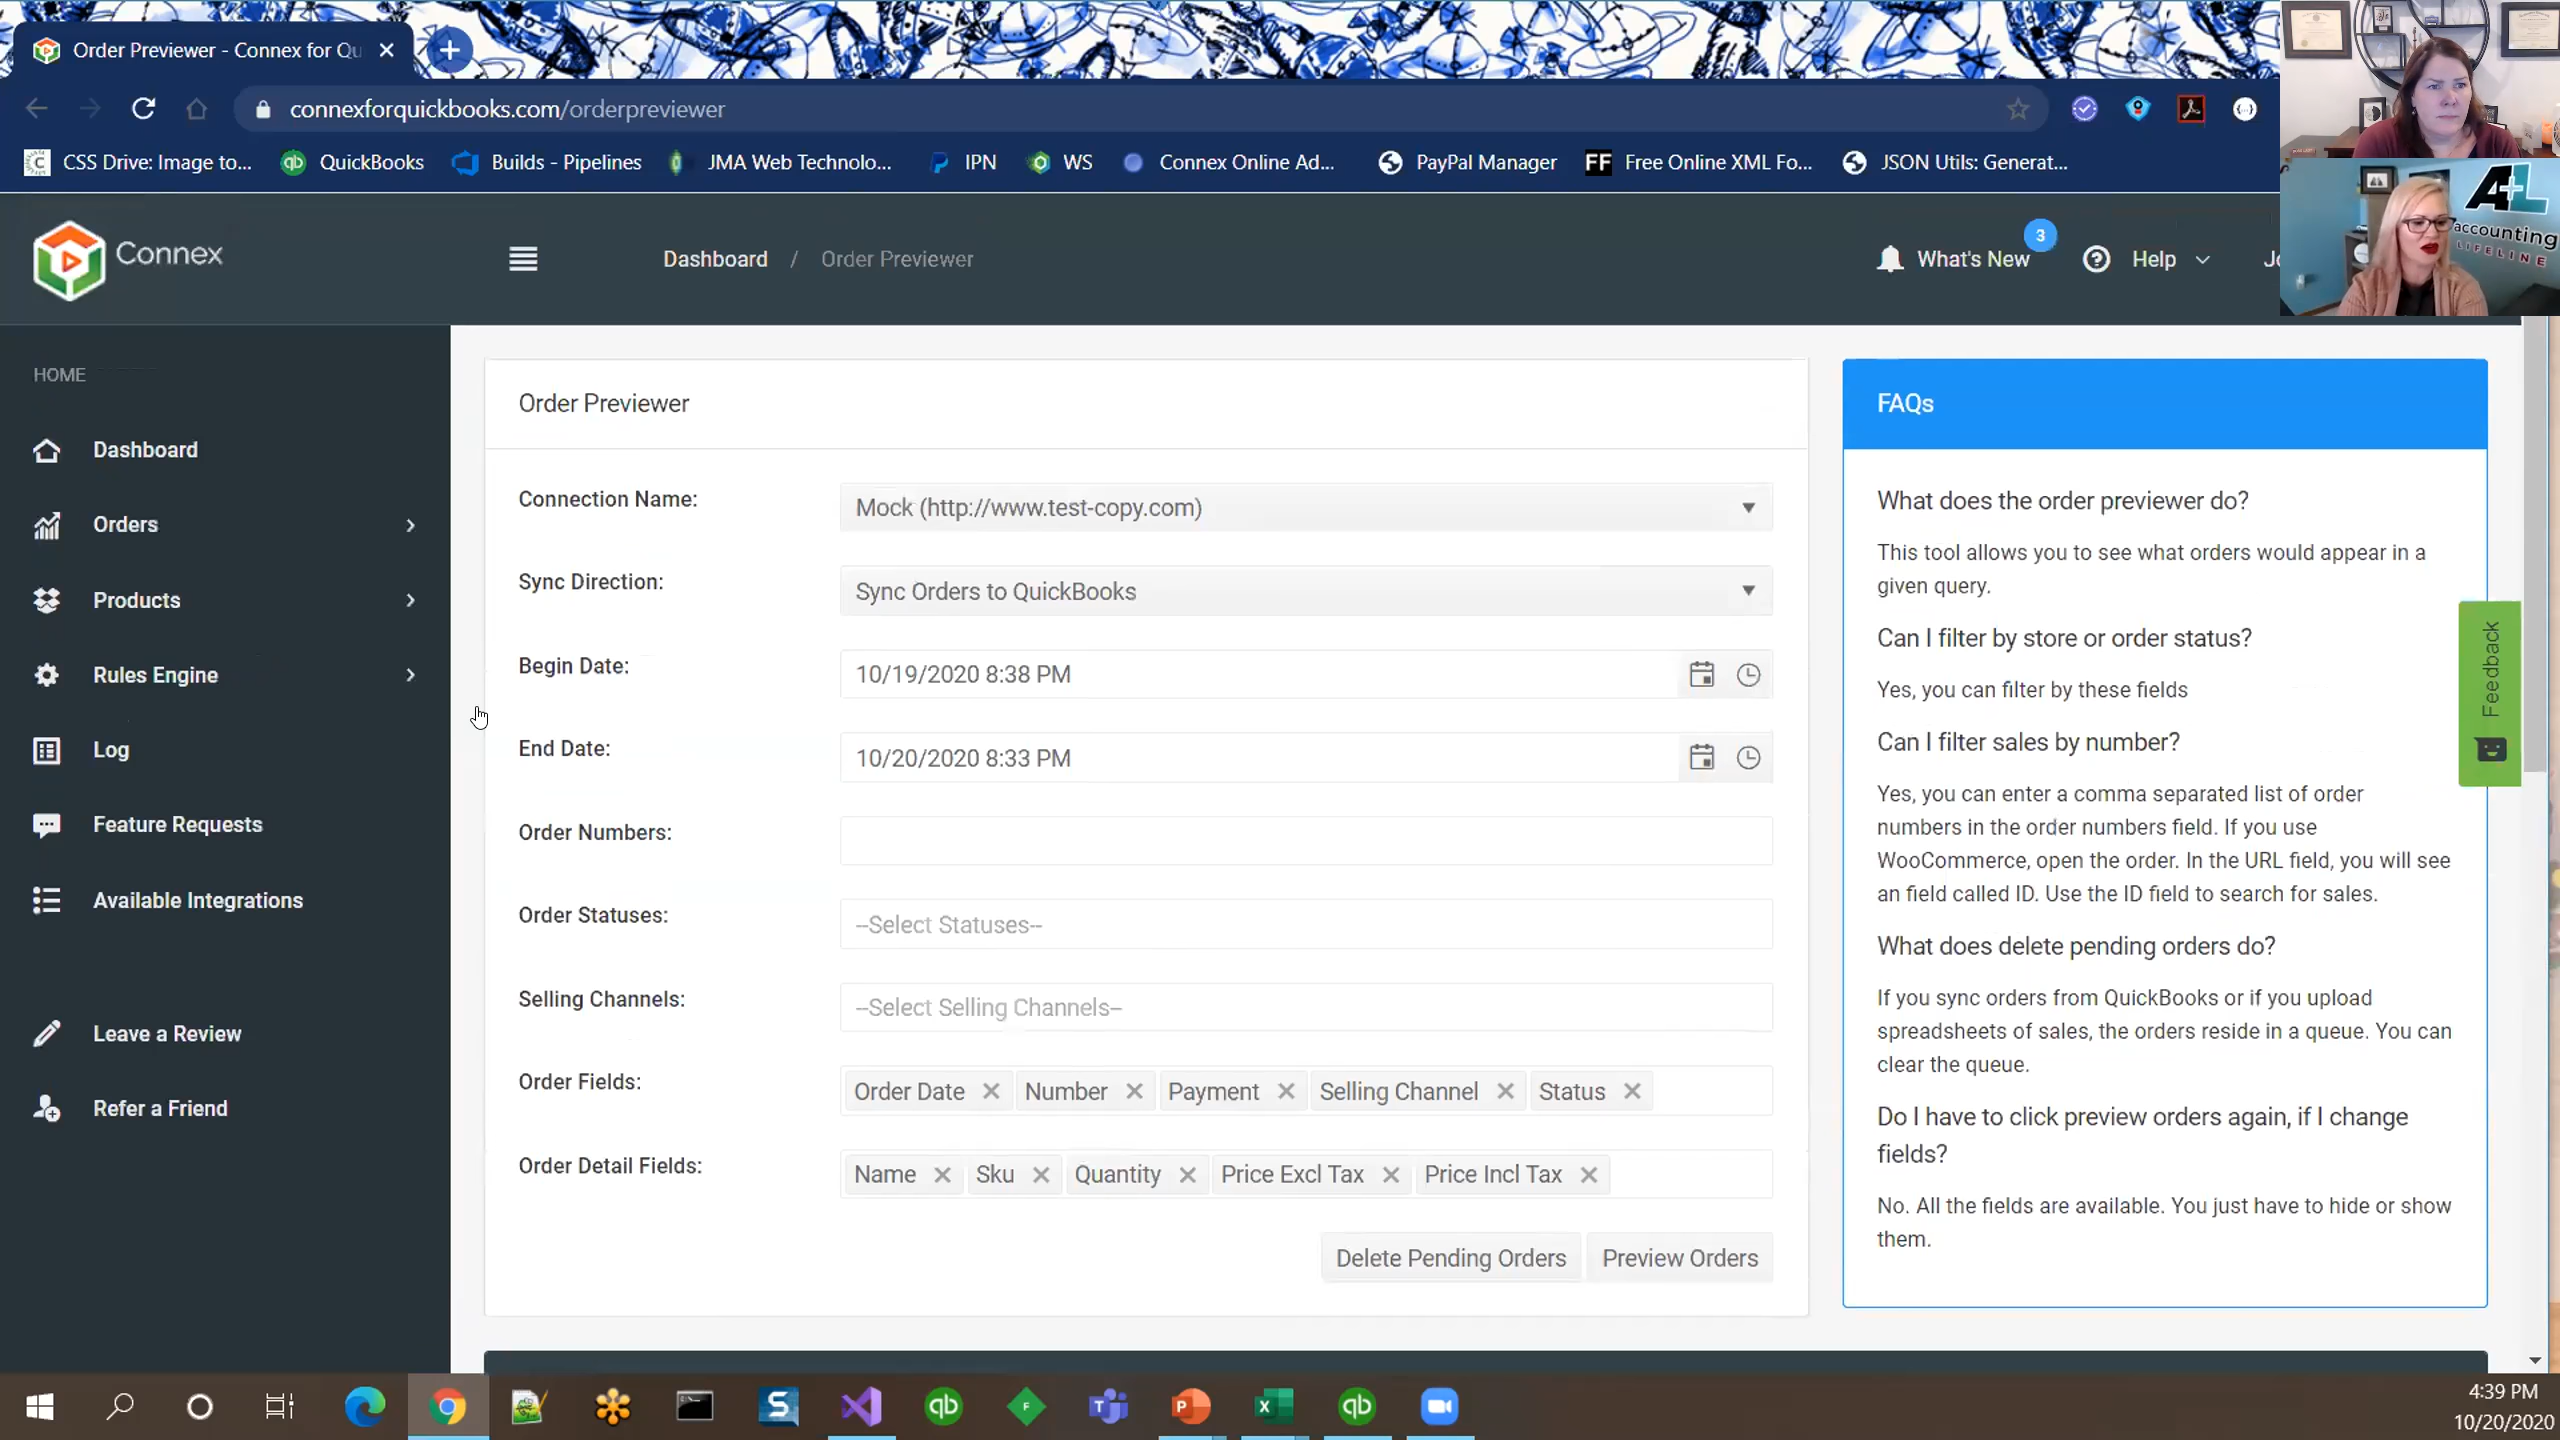 Order Previewer - Connex for Qu
connexforquickbooks.com/orderpreviewer
CSS Drive: Image to...
QuickBooks
Builds - Pipelines
JMA Web Technolo...
IPN
WS
Connex Online Ad...
PayPal Manager
FF Free Online XML Fo...
JSON Utils: Generat...
A+L
accounting
LIFELINE
Connex
Dashboard / Order Previewer
What's New 3
Help
Jo
HOME
Dashboard
Orders
Products
Rules Engine
Log
Feature Requests
Available Integrations
Leave a Review
Refer a Friend
Order Previewer
Connection Name: Mock (http://www.test-copy.com)
Sync Direction: Sync Orders to QuickBooks
Begin Date: 10/19/2020 8:38 PM
End Date: 10/20/2020 8:33 PM
Order Numbers:
Order Statuses: --Select Statuses--
Selling Channels: --Select Selling Channels--
Order Fields: Order Date Number Payment Selling Channel Status
Order Detail Fields: Name Sku Quantity Price Excl Tax Price Incl Tax
Delete Pending Orders Preview Orders
FAQs
What does the order previewer do?
This tool allows you to see what orders would appear in a
given query.
Can I filter by store or order status?
Yes, you can filter by these fields
Can I filter sales by number?
Yes, you can enter a comma separated list of order
numbers in the order numbers field. If you use
WooCommerce, open the order. In the URL field, you will see
an field called ID. Use the ID field to search for sales.
What does delete pending orders do?
If you sync orders from QuickBooks or if you upload
spreadsheets of sales, the orders reside in a queue. You can
clear the queue.
Do I have to click preview orders again, if I change
fields?
No. All the fields are available. You just have to hide or show
them.
Feedback
4:39 PM
10/20/2020